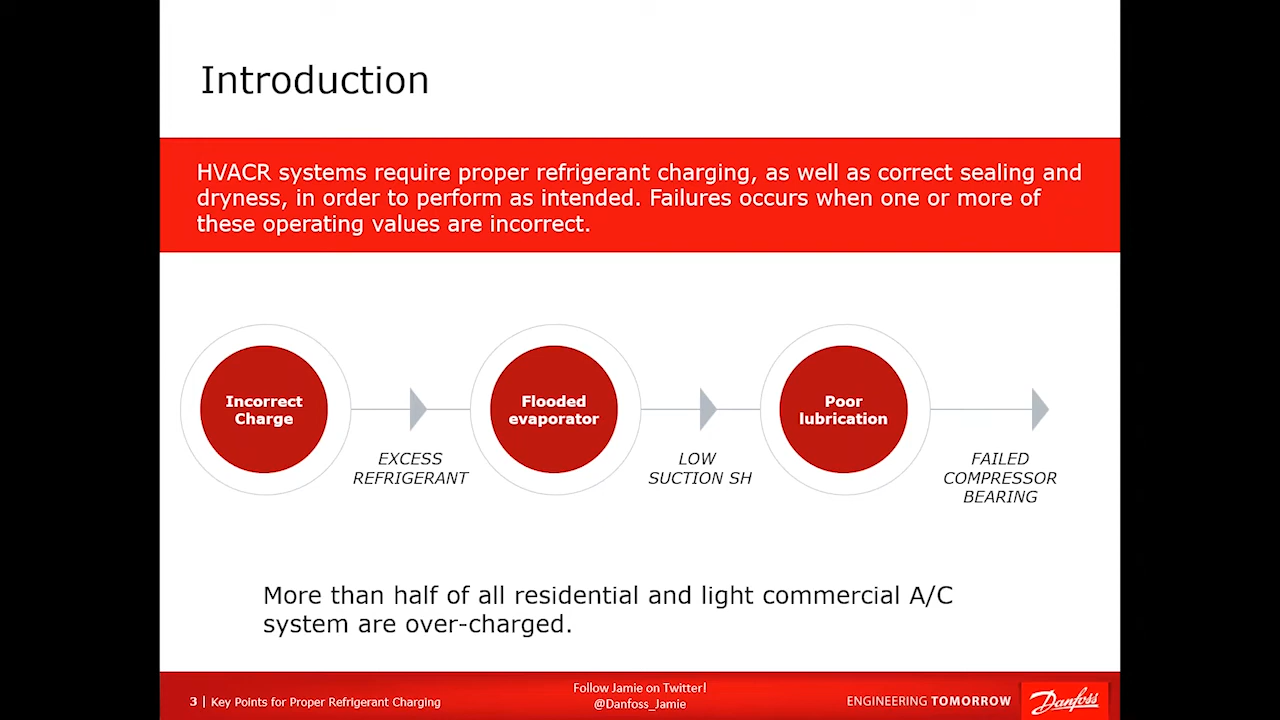 Introduction
HVACR systems require proper refrigerant charging, as well as correct sealing and
dryness, in order to perform as intended. Failures occurs when one or more of
these operating values are incorrect.
Incorrect
Charge
EXCESS
REFRIGERANT
Flooded
evaporator
LOW
SUCTION SH
Poor
lubrication
FAILED
COMPRESSOR
BEARING
More than half of all residential and light commercial A/C
system are over-charged.
3 | Key Points for Proper Refrigerant Charging
Follow Jamie on Twitter!
@Danfoss_Jamie
ENGINEERING TOMORROW
Danfoss